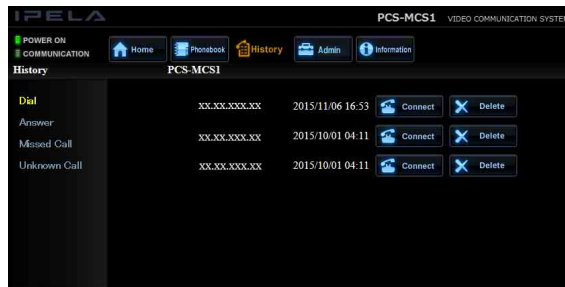 IPELA
PCS-MCS1 VIDEO COMMUNICATION SYSTE
POWER ON
COMMUNICATION
Home Phonebook History Admin Information
History PCS-MCS1
Dial
xx.xx.xxx.xx 2015/11/06 16:53 Connect Delete
Answer
xx.xx.xxx.xx 2015/10/01 04:11 Connect Delete
Missed Call
Unknown Call xx.xx.xxx.xx 2015/10/01 04:11 Connect Delete